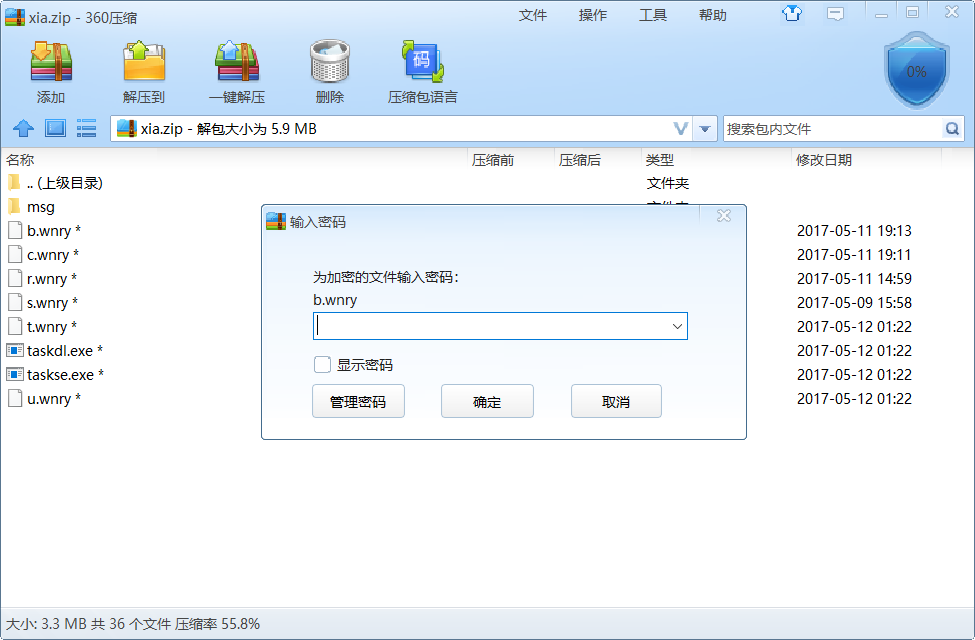 xia.zip - 360压缩 文件 操作 工具 帮助
添加 解压到 一键解压 删除 压缩包语言 0%
码
xia.zip - 解包大小为 5.9 MB 搜索包内文件
名称 压缩前 压缩后 类型 修改日期
.. (上级目录) 文件夹
msg
b.wnry * 2017-05-11 19:13
c.wnry * 2017-05-11 19:11
r.wnry * 2017-05-11 14:59
s.wnry * 2017-05-09 15:58
t.wnry * 2017-05-12 01:22
taskdl.exe * 2017-05-12 01:22
taskse.exe * 2017-05-12 01:22
u.wnry * 2017-05-12 01:22
输入密码
为加密的文件输入密码:
b.wnry
显示密码
管理密码 确定 取消
大小: 3.3 MB 共 36 个文件 压缩率 55.8%